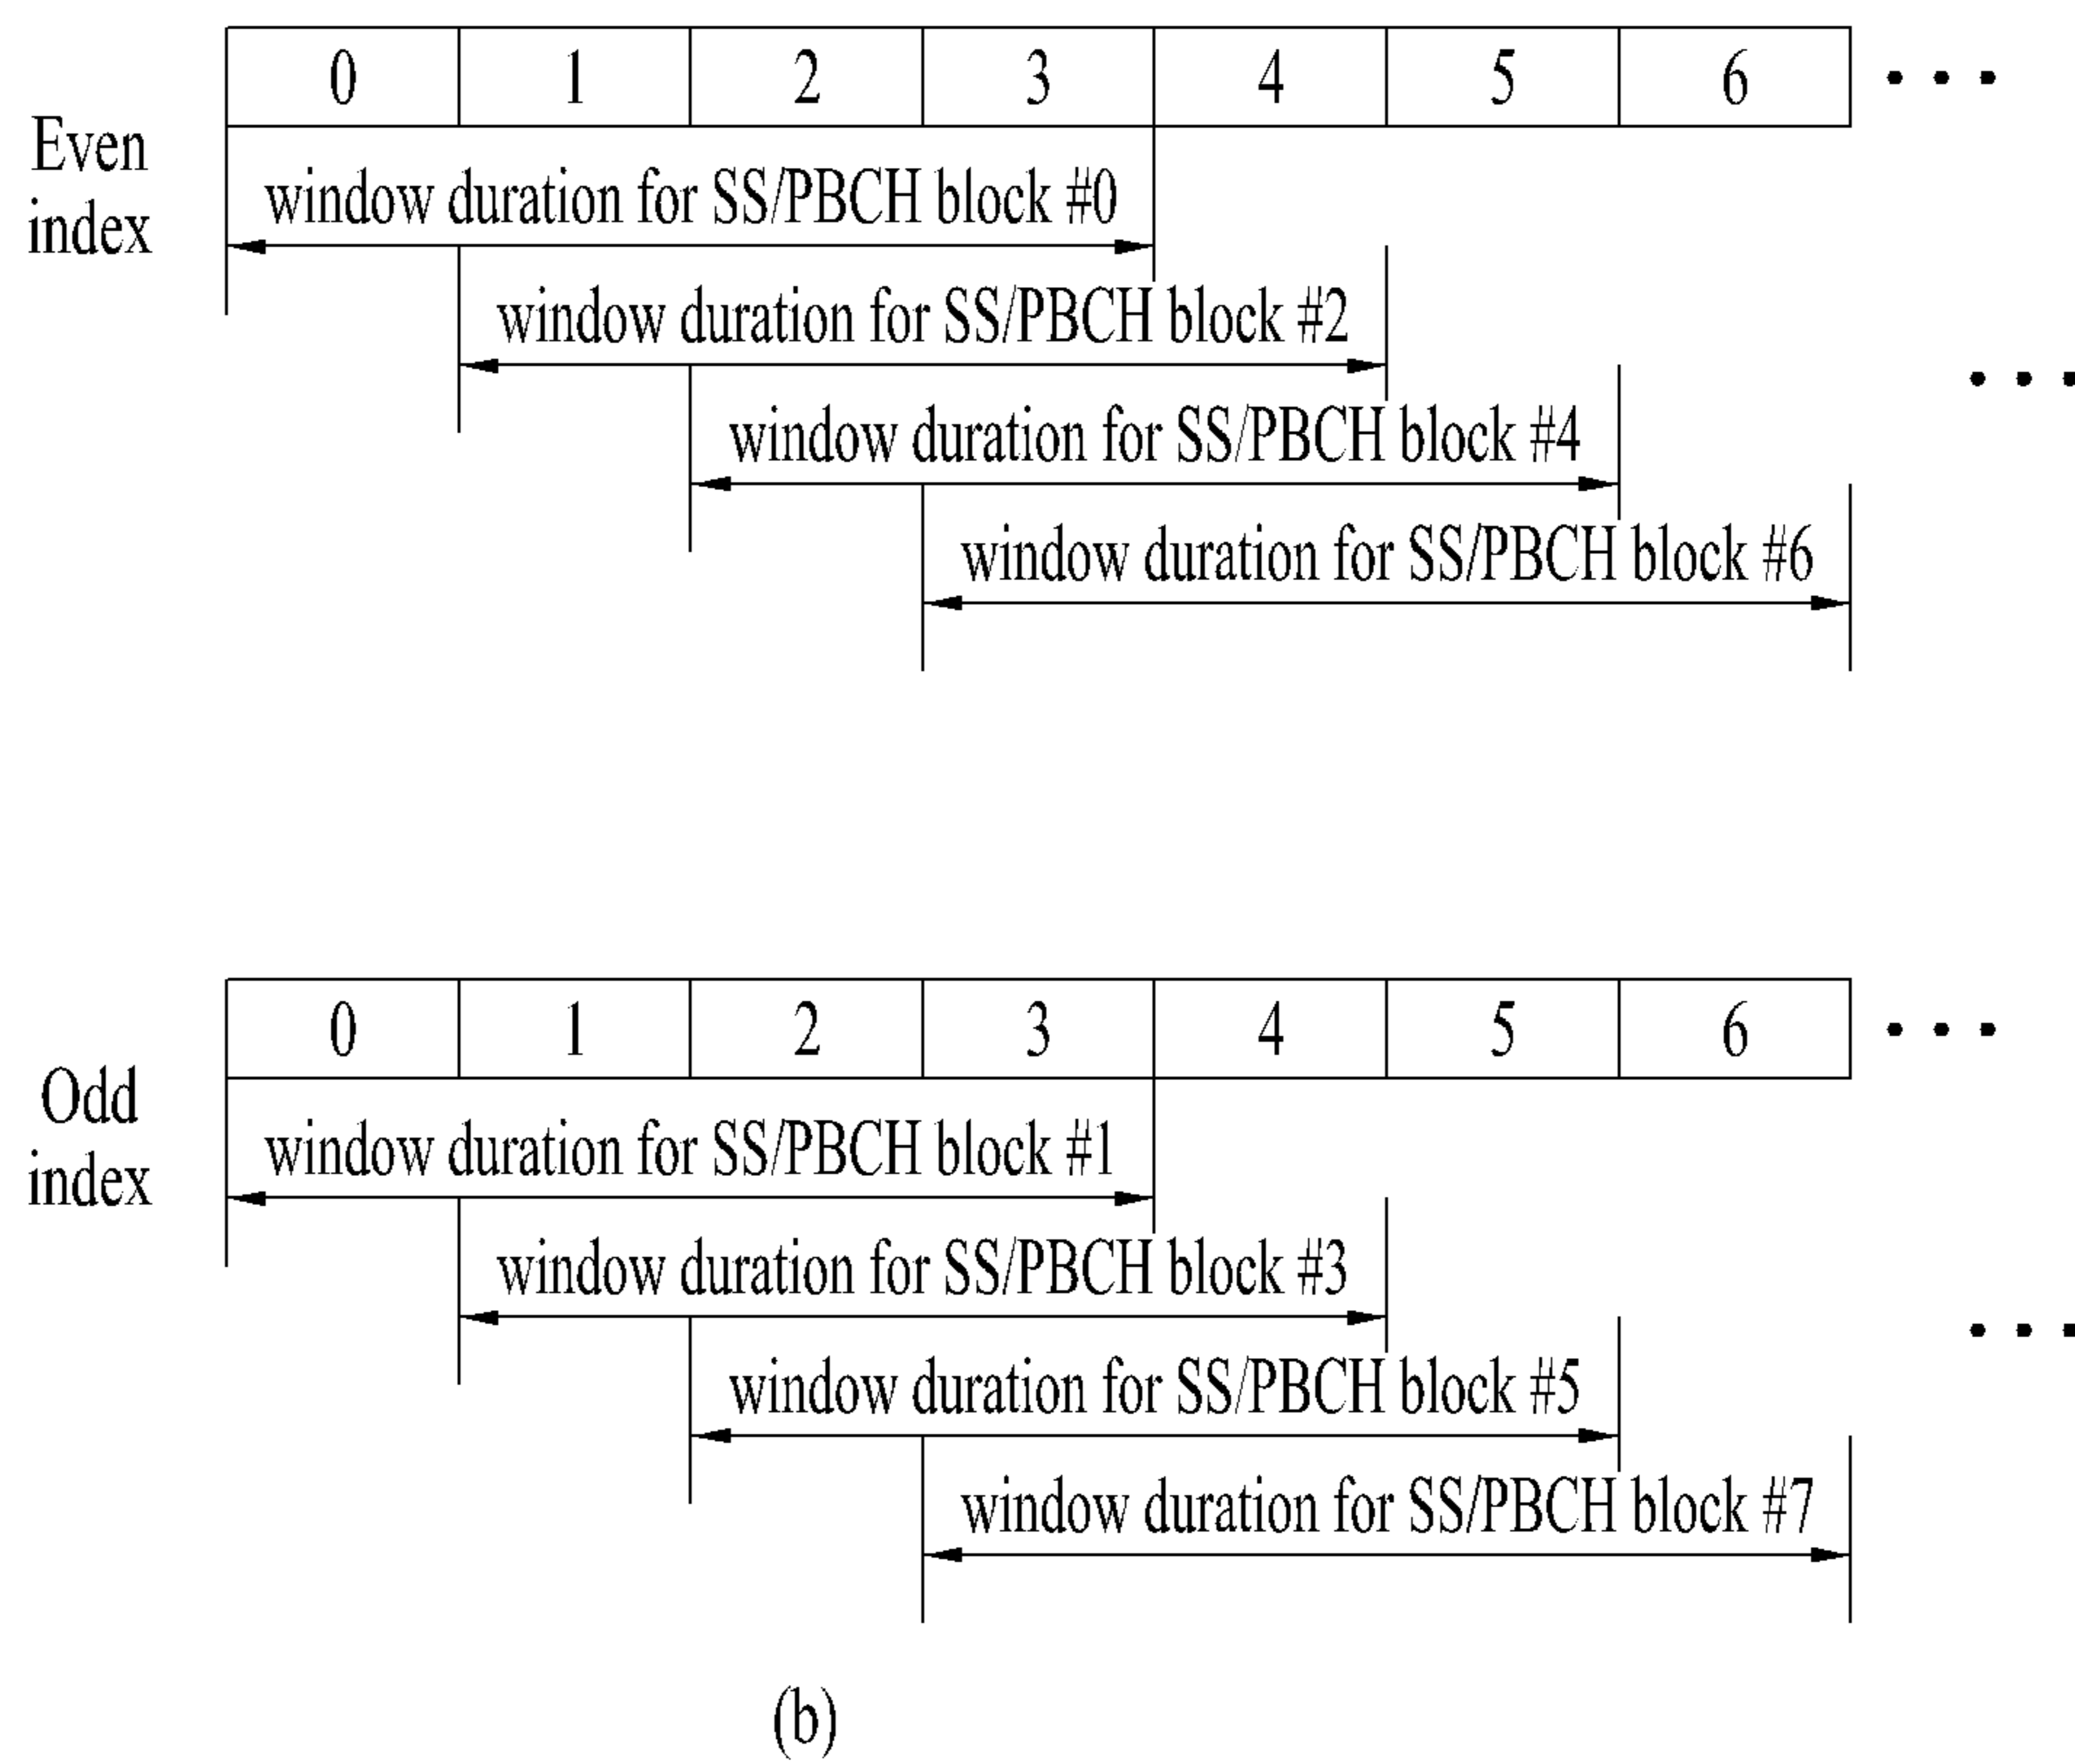 0 1 2 3 4 5 6 • • •
Even
index
window duration for SS/PBCH block #0
window duration for SS/PBCH block #2
• • •
window duration for SS/PBCH block #4
window duration for SS/PBCH block #6
0 1 2 3 4 5 6 • • •
Odd
index
window duration for SS/PBCH block #1
window duration for SS/PBCH block #3
• • •
window duration for SS/PBCH block #5
window duration for SS/PBCH block #7
(b)